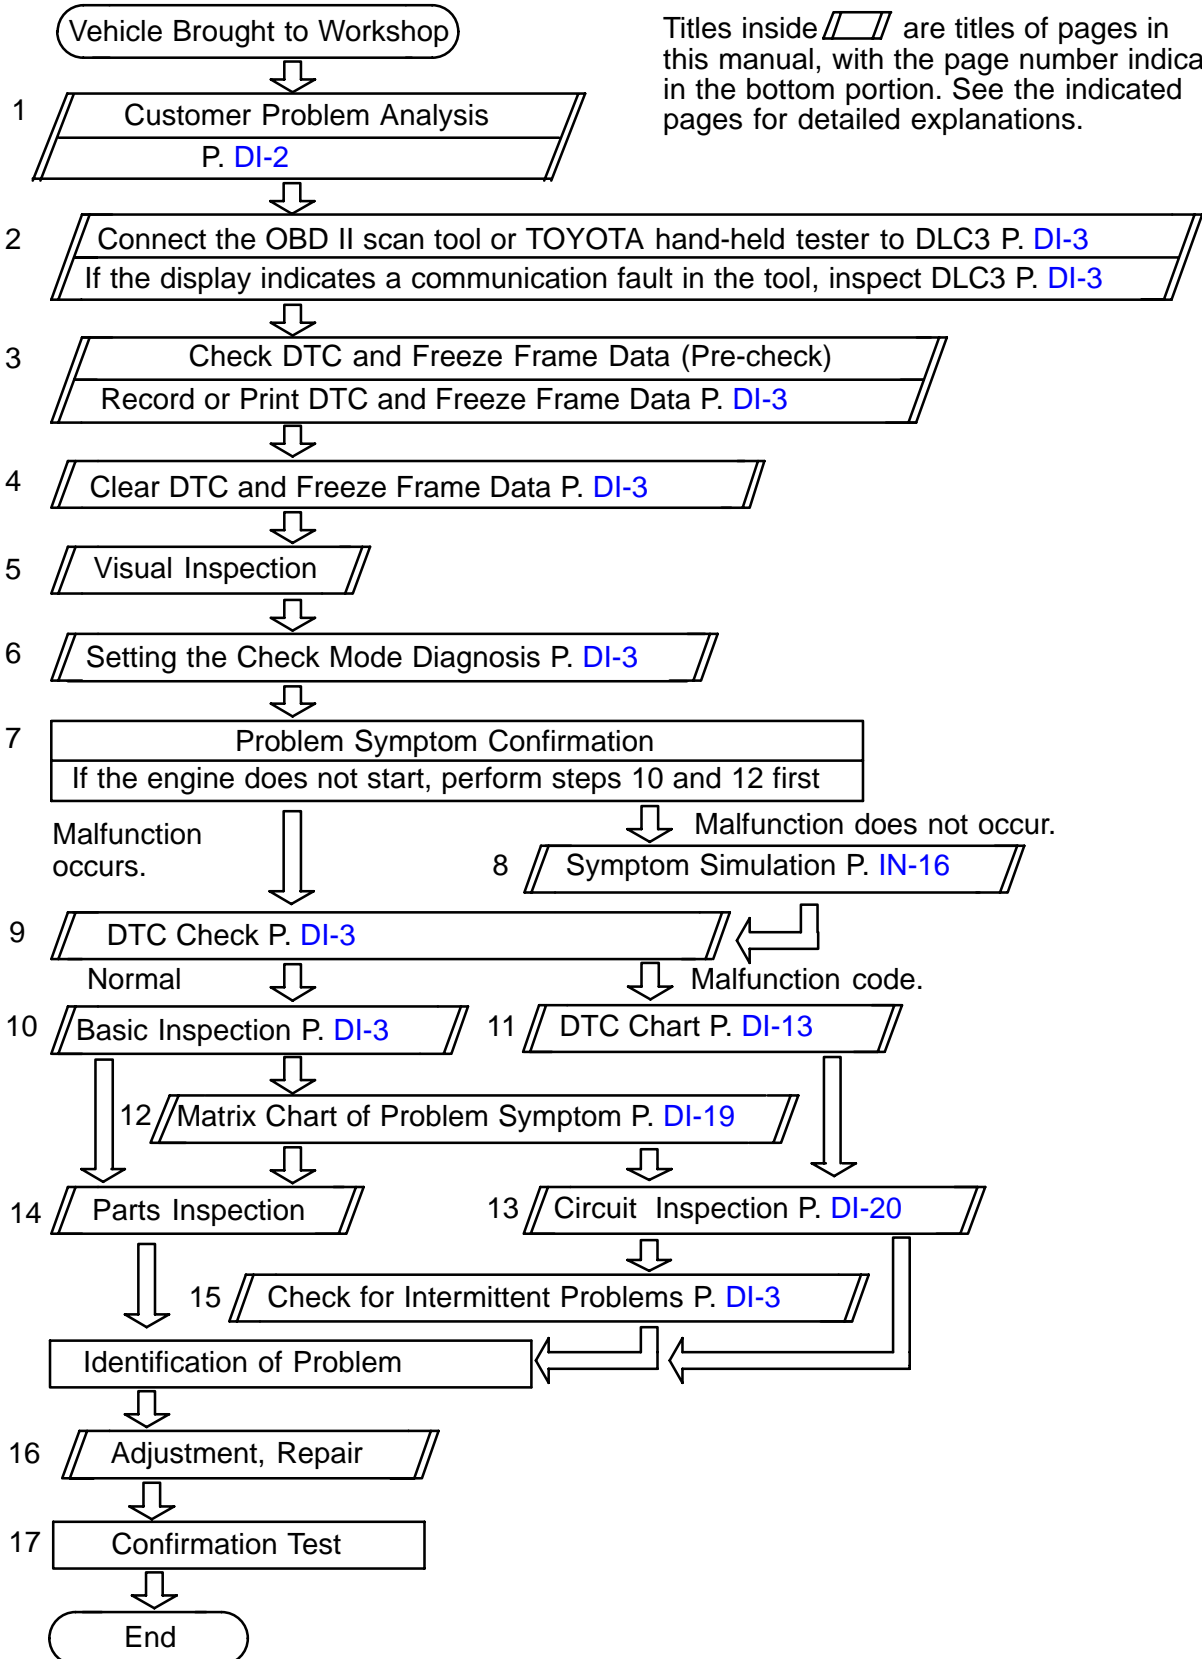 Vehicle Brought to Workshop
Titles inside are titles of pages in
this manual, with the page number indica
in the bottom portion. See the indicated
pages for detailed explanations.
1
Customer Problem Analysis
P. DI-2
2
Connect the OBD II scan tool or TOYOTA hand-held tester to DLC3 P. DI-3
If the display indicates a communication fault in the tool, inspect DLC3 P. DI-3
3
Check DTC and Freeze Frame Data (Pre-check)
Record or Print DTC and Freeze Frame Data P. DI-3
4
Clear DTC and Freeze Frame Data P. DI-3
5
Visual Inspection
6
Setting the Check Mode Diagnosis P. DI-3
7
Problem Symptom Confirmation
If the engine does not start, perform steps 10 and 12 first
Malfunction
occurs.
Malfunction does not occur.
8
Symptom Simulation P. IN-16
9
DTC Check P. DI-3
Normal
Malfunction code.
10
Basic Inspection P. DI-3
11
DTC Chart P. DI-13
12
Matrix Chart of Problem Symptom P. DI-19
14
Parts Inspection
13
Circuit Inspection P. DI-20
15
Check for Intermittent Problems P. DI-3
Identification of Problem
16
Adjustment, Repair
17
Confirmation Test
End